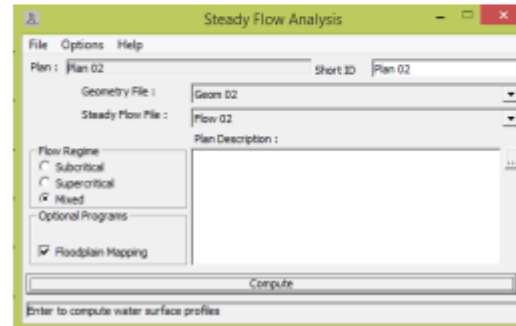 Steady Flow Analysis
File Options Help
Plan : Plan 02 Short ID Plan 02
Geometry File : Geom 02
Steady Flow File : Flow 02
Plan Description :
Flow Regime
Subcritical
Supercritical
Mixed
Optional Programs
Floodplain Mapping
...
Compute
Enter to compute water surface profiles